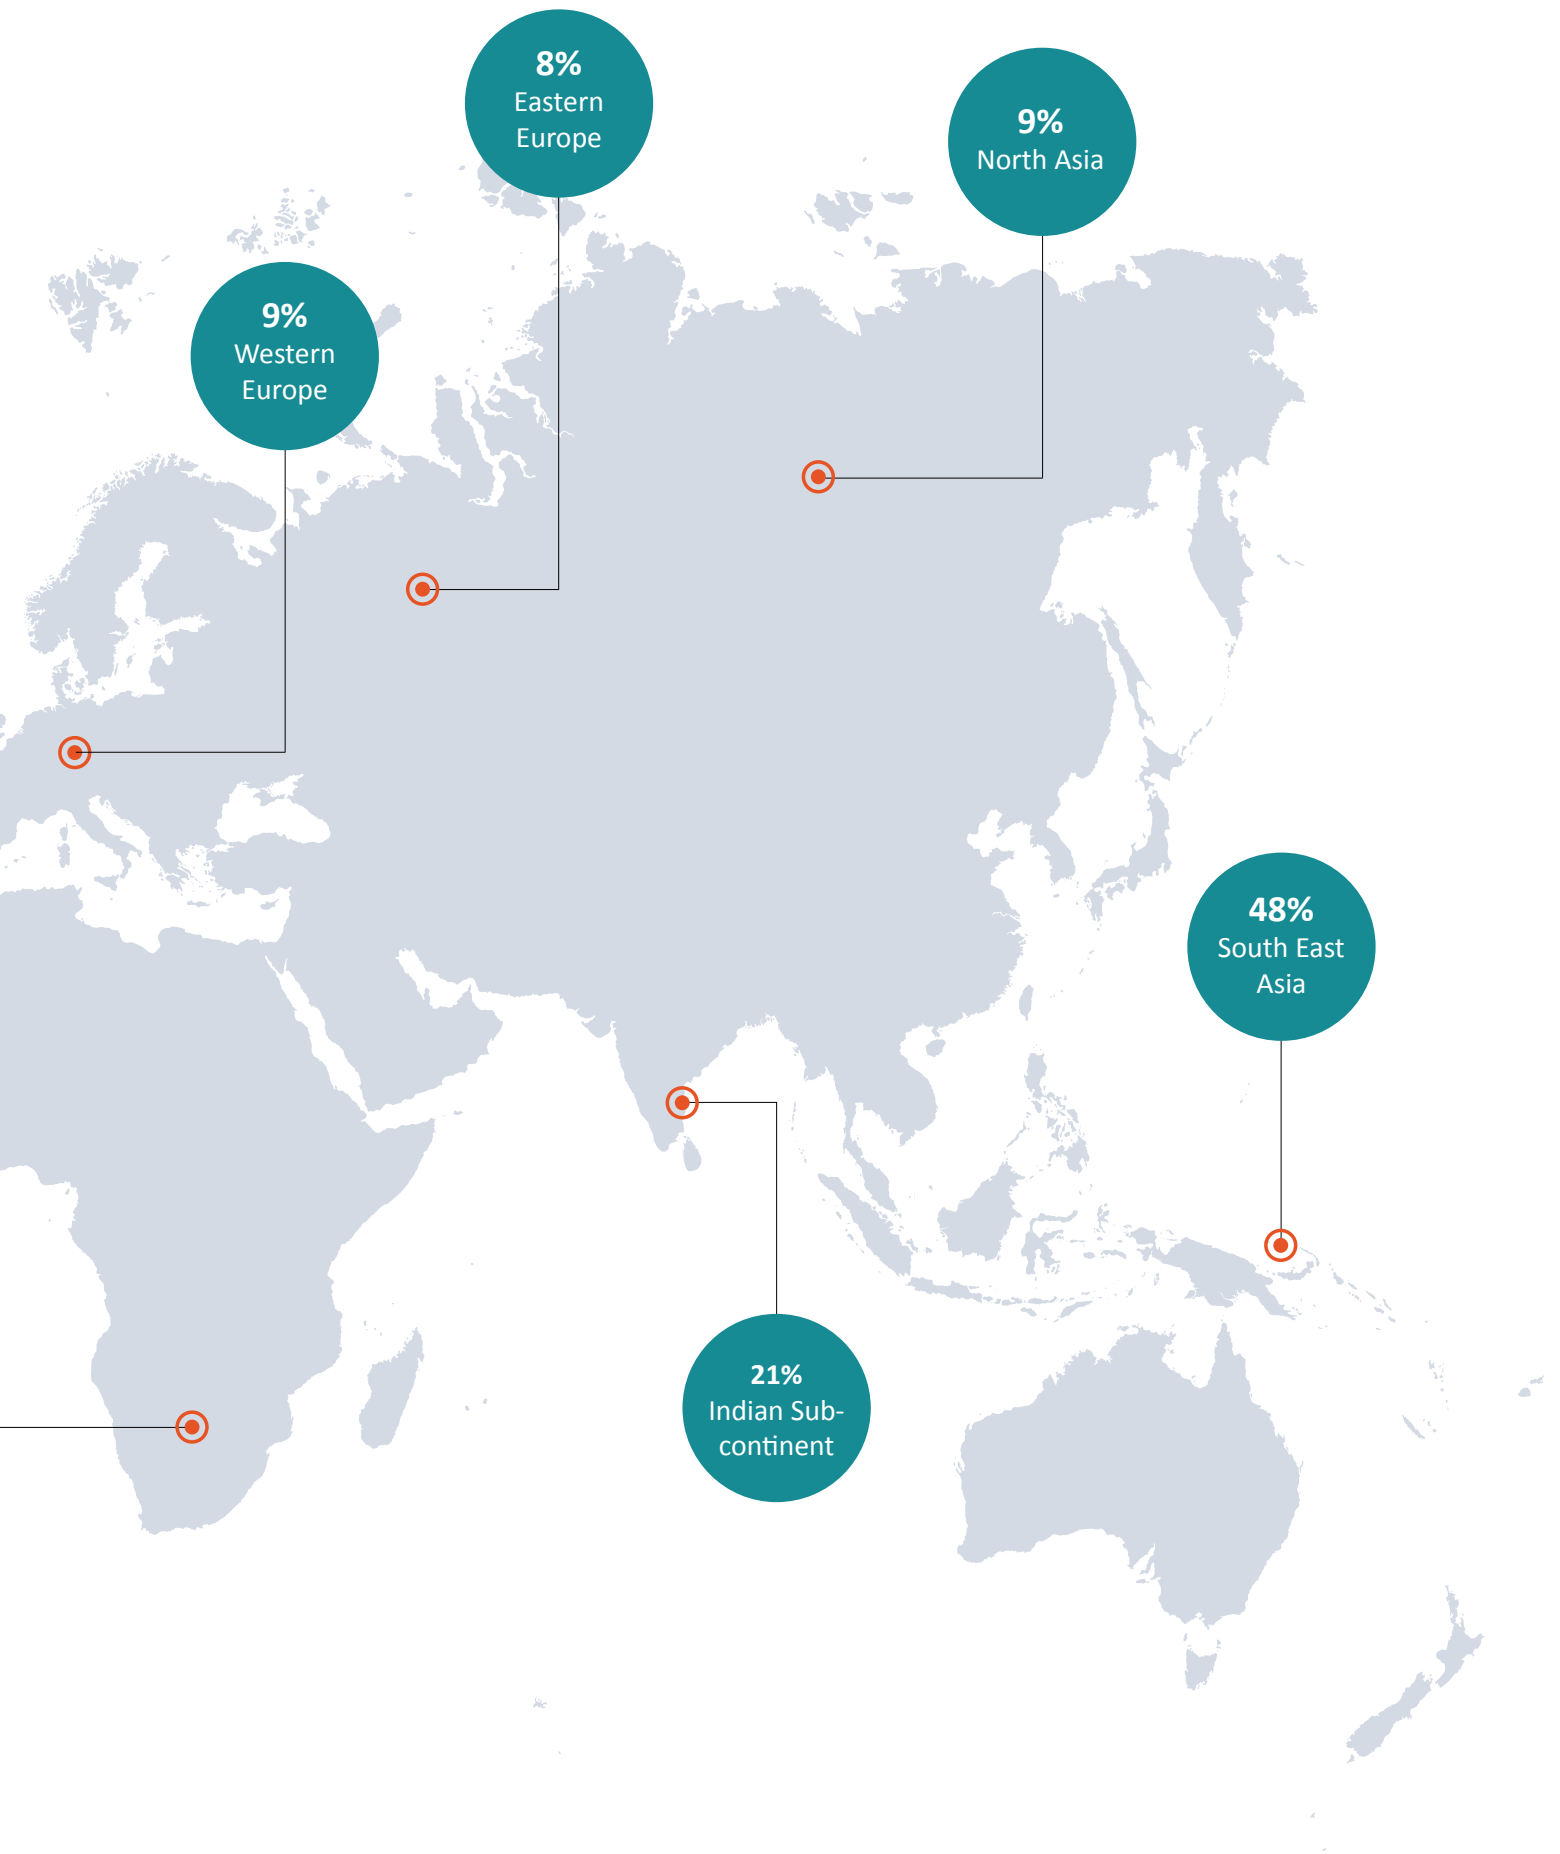 8%
Eastern
Europe
9%
North Asia
9%
Western
Europe
48%
South East
Asia
21%
Indian Sub-
continent